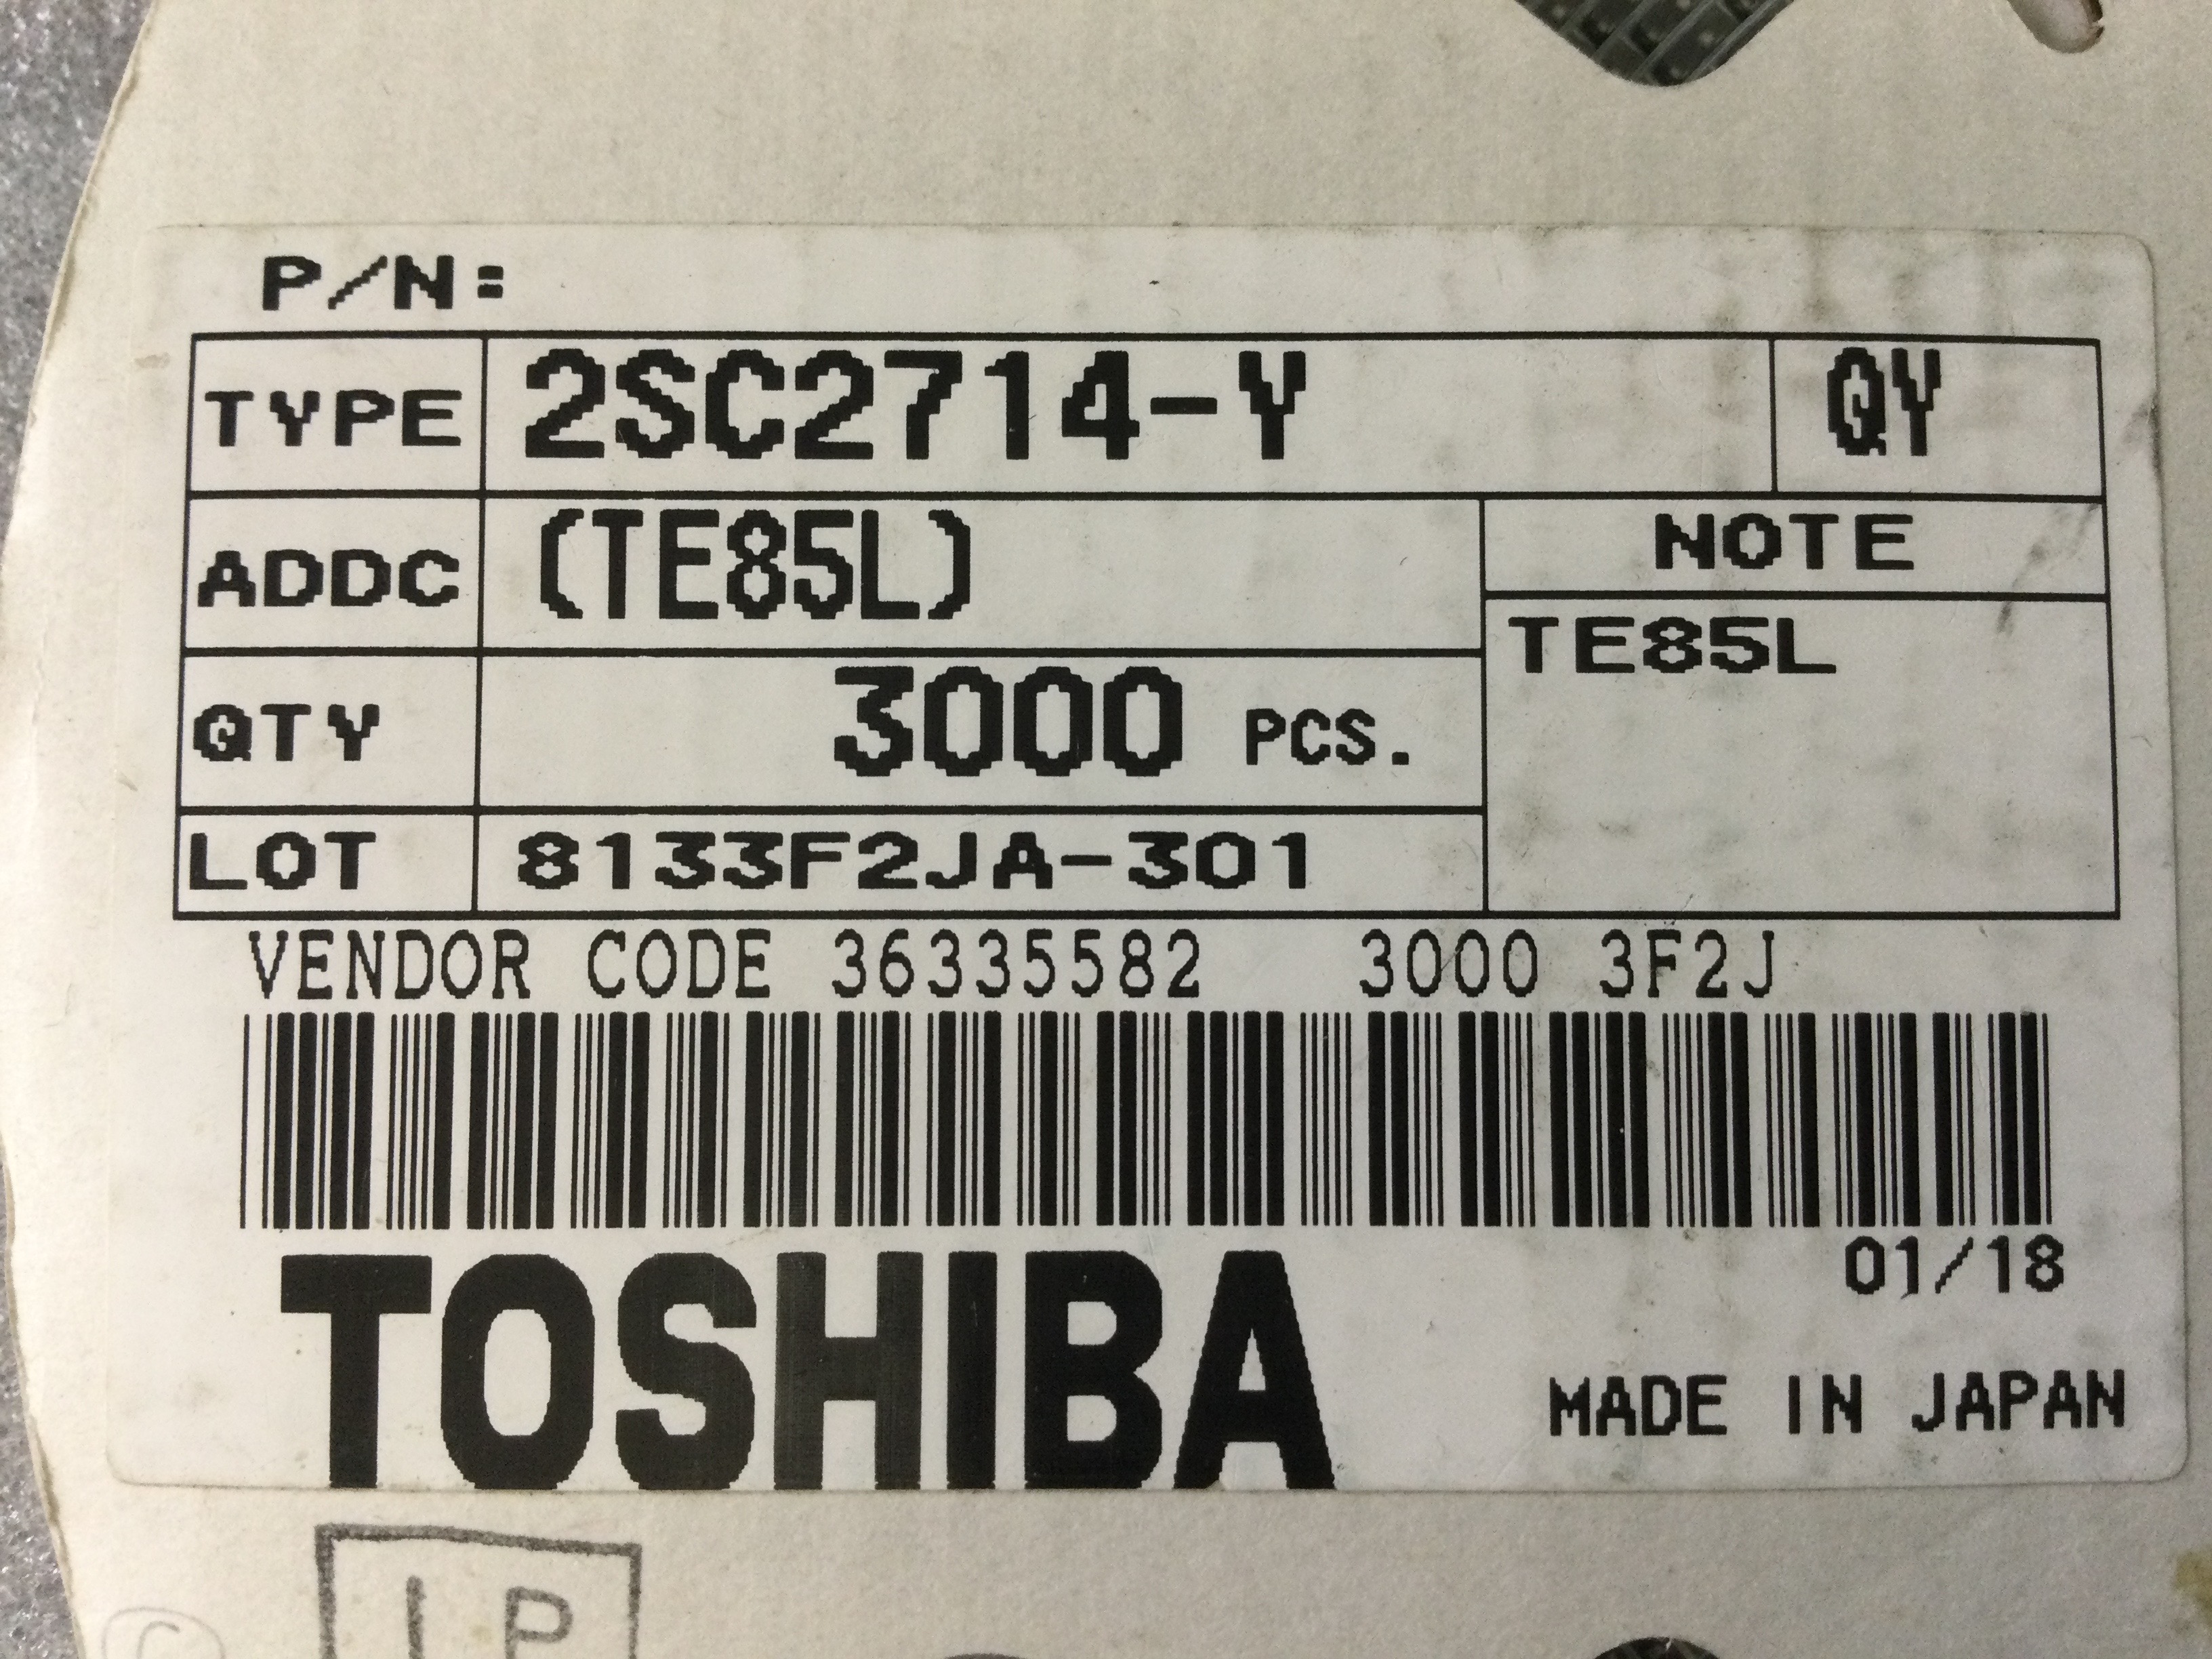 P/N:
TYPE 2SC2714-Y QY
ADDC (TE85L) NOTE
TE85L
QTY 3000 PCS.
LOT 8133F2JA-301
VENDOR CODE 36335582 3000 3F2J
01/18
TOSHIBA
MADE IN JAPAN
IP
©